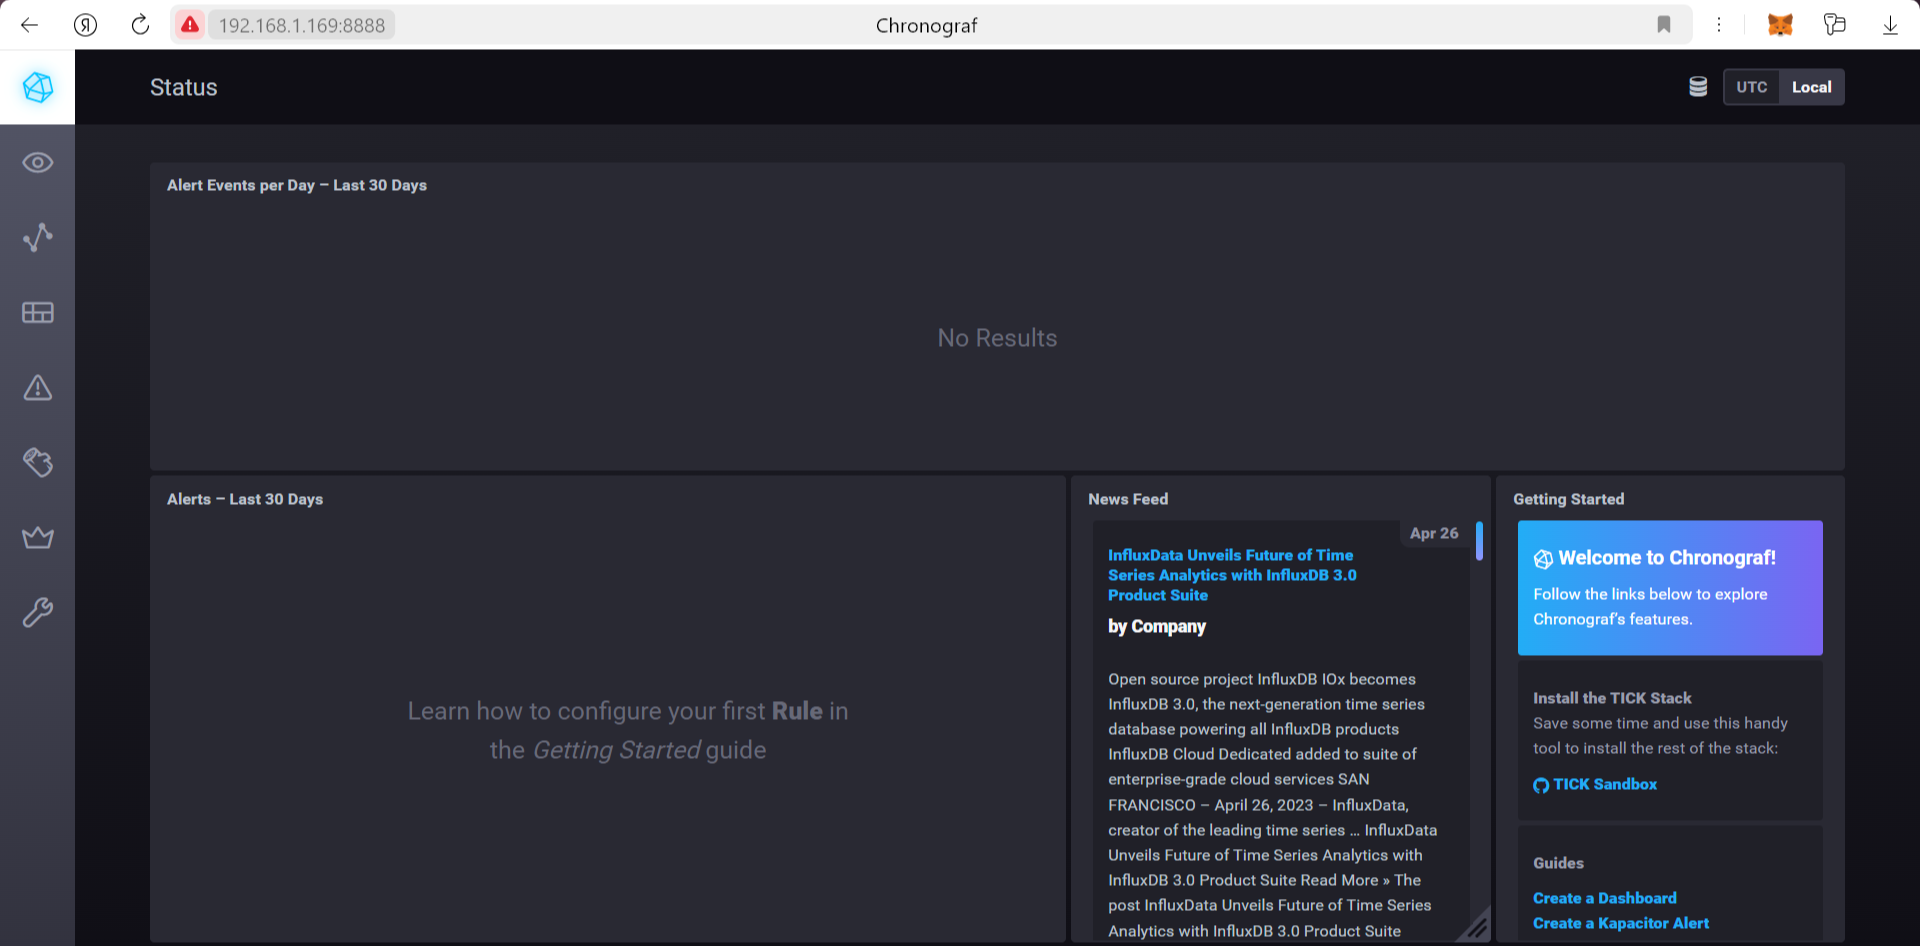 Я
192.168.1.169:8888
Chronograf
Status
UTC
Local
Alert Events per Day – Last 30 Days
No Results
Alerts – Last 30 Days
Learn how to configure your first Rule in
the Getting Started guide
News Feed
Apr 26
InfluxData Unveils Future of Time
Series Analytics with InfluxDB 3.0
Product Suite
by Company
Open source project InfluxDB IOx becomes
InfluxDB 3.0, the next-generation time series
database powering all InfluxDB products
InfluxDB Cloud Dedicated added to suite of
enterprise-grade cloud services SAN
FRANCISCO – April 26, 2023 – InfluxData,
creator of the leading time series ... InfluxData
Unveils Future of Time Series Analytics with
InfluxDB 3.0 Product Suite Read More » The
post InfluxData Unveils Future of Time Series
Analytics with InfluxDB 3.0 Product Suite
Getting Started
Welcome to Chronograf!
Follow the links below to explore
Chronograf's features.
Install the TICK Stack
Save some time and use this handy
tool to install the rest of the stack:
TICK Sandbox
Guides
Create a Dashboard
Create a Kapacitor Alert